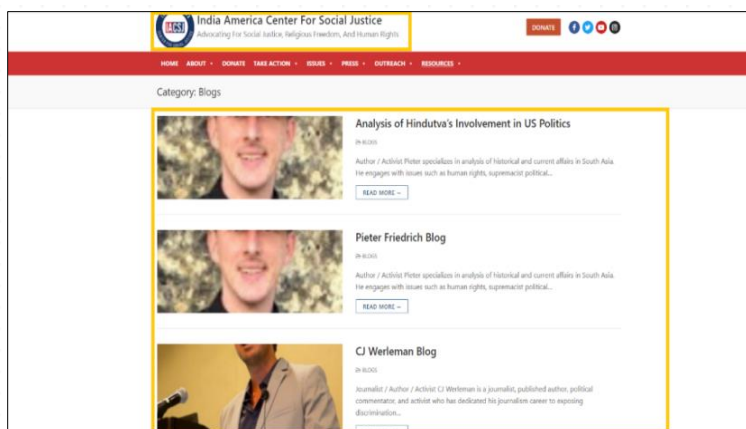 IACSJ
India America Center For Social Justice
Advocating For Social Justice, Religious Freedom, And Human Rights
DONATE
HOME ABOUT DONATE TAKE ACTION ISSUES PRESS OUTREACH RESOURCES
Category: Blogs
Analysis of Hindutva's Involvement in US Politics
IN BLOGS
Author / Activist Pieter specializes in analysis of historical and current affairs in South Asia.
He engages with issues such as human rights, supremacist political...
READ MORE →
Pieter Friedrich Blog
IN BLOGS
Author / Activist Pieter specializes in analysis of historical and current affairs in South Asia.
He engages with issues such as human rights, supremacist political...
READ MORE →
CJ Werleman Blog
IN BLOGS
Journalist / Author / Activist CJ Werleman is a journalist, published author, political
commentator, and activist who has dedicated his journalism career to exposing
discrimination...